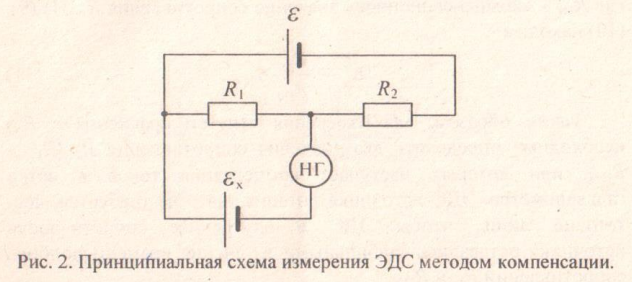 ε
R₁
R₂
НГ
εₓ
Рис. 2. Принципиальная схема измерения ЭДС методом компенсации.